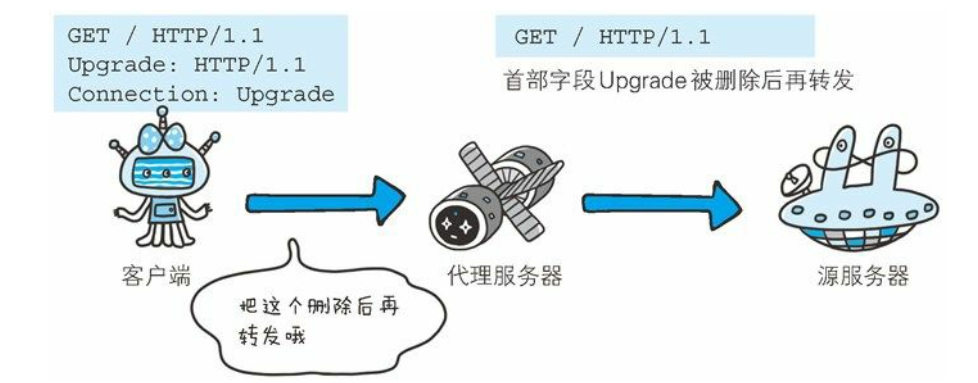 GET / HTTP/1.1
Upgrade: HTTP/1.1
Connection: Upgrade
GET / HTTP/1.1
首部字段Upgrade被删除后再转发
客户端
代理服务器
源服务器
把这个删除后再
转发哦